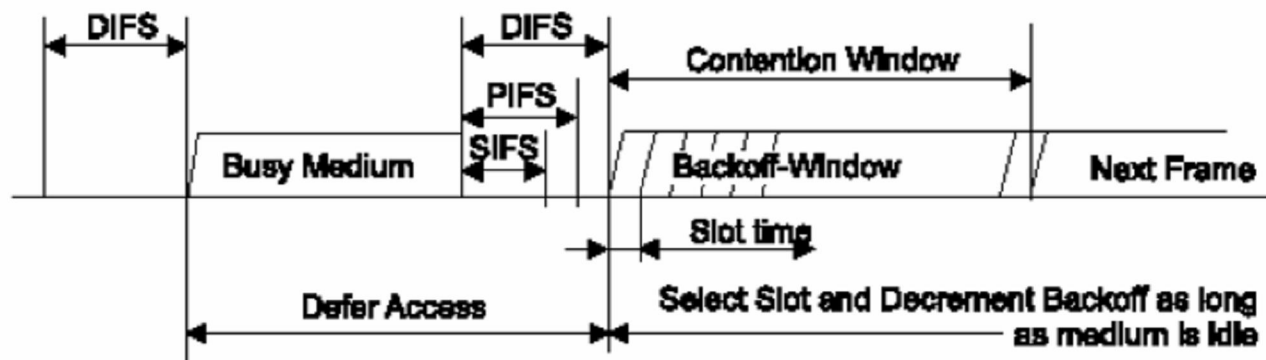 DIFS
DIFS
Contention Window
PIFS
SIFS
Busy Medium
Backoff-Window
Next Frame
Slot time
Defer Access
Select Slot and Decrement Backoff as long
as medium is idle